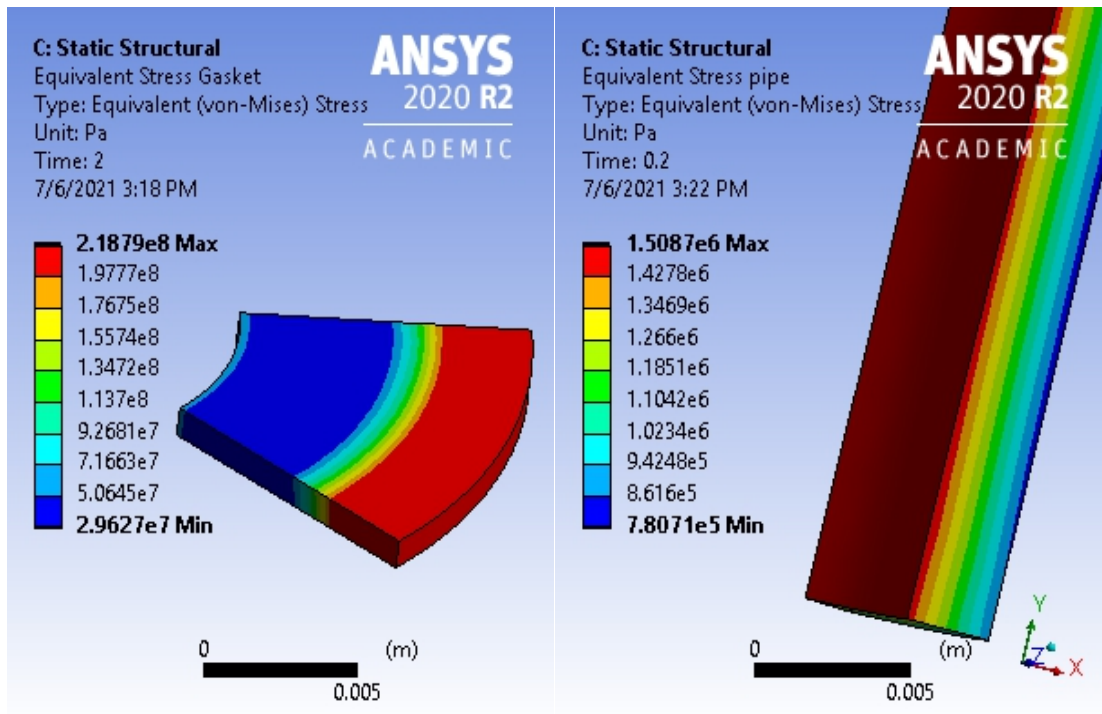 C: Static Structural
Equivalent Stress Gasket
Type: Equivalent (von-Mises) Stress
Unit: Pa
Time: 2
7/6/2021 3:18 PM
ANSYS
2020 R2
ACADEMIC
2.1879e8 Max
1.9777e8
1.7675e8
1.5574e8
1.3472e8
1.137e8
9.2681e7
7.1663e7
5.0645e7
2.9627e7 Min
0 (m)
0.005
C: Static Structural
Equivalent Stress pipe
Type: Equivalent (von-Mises) Stress
Unit: Pa
Time: 0.2
7/6/2021 3:22 PM
ANSYS
2020 R2
ACADEMIC
1.5087e6 Max
1.4278e6
1.3469e6
1.266e6
1.1851e6
1.1042e6
1.0234e6
9.4248e5
8.616e5
7.8071e5 Min
Y
Z
X
0 (m)
0.005